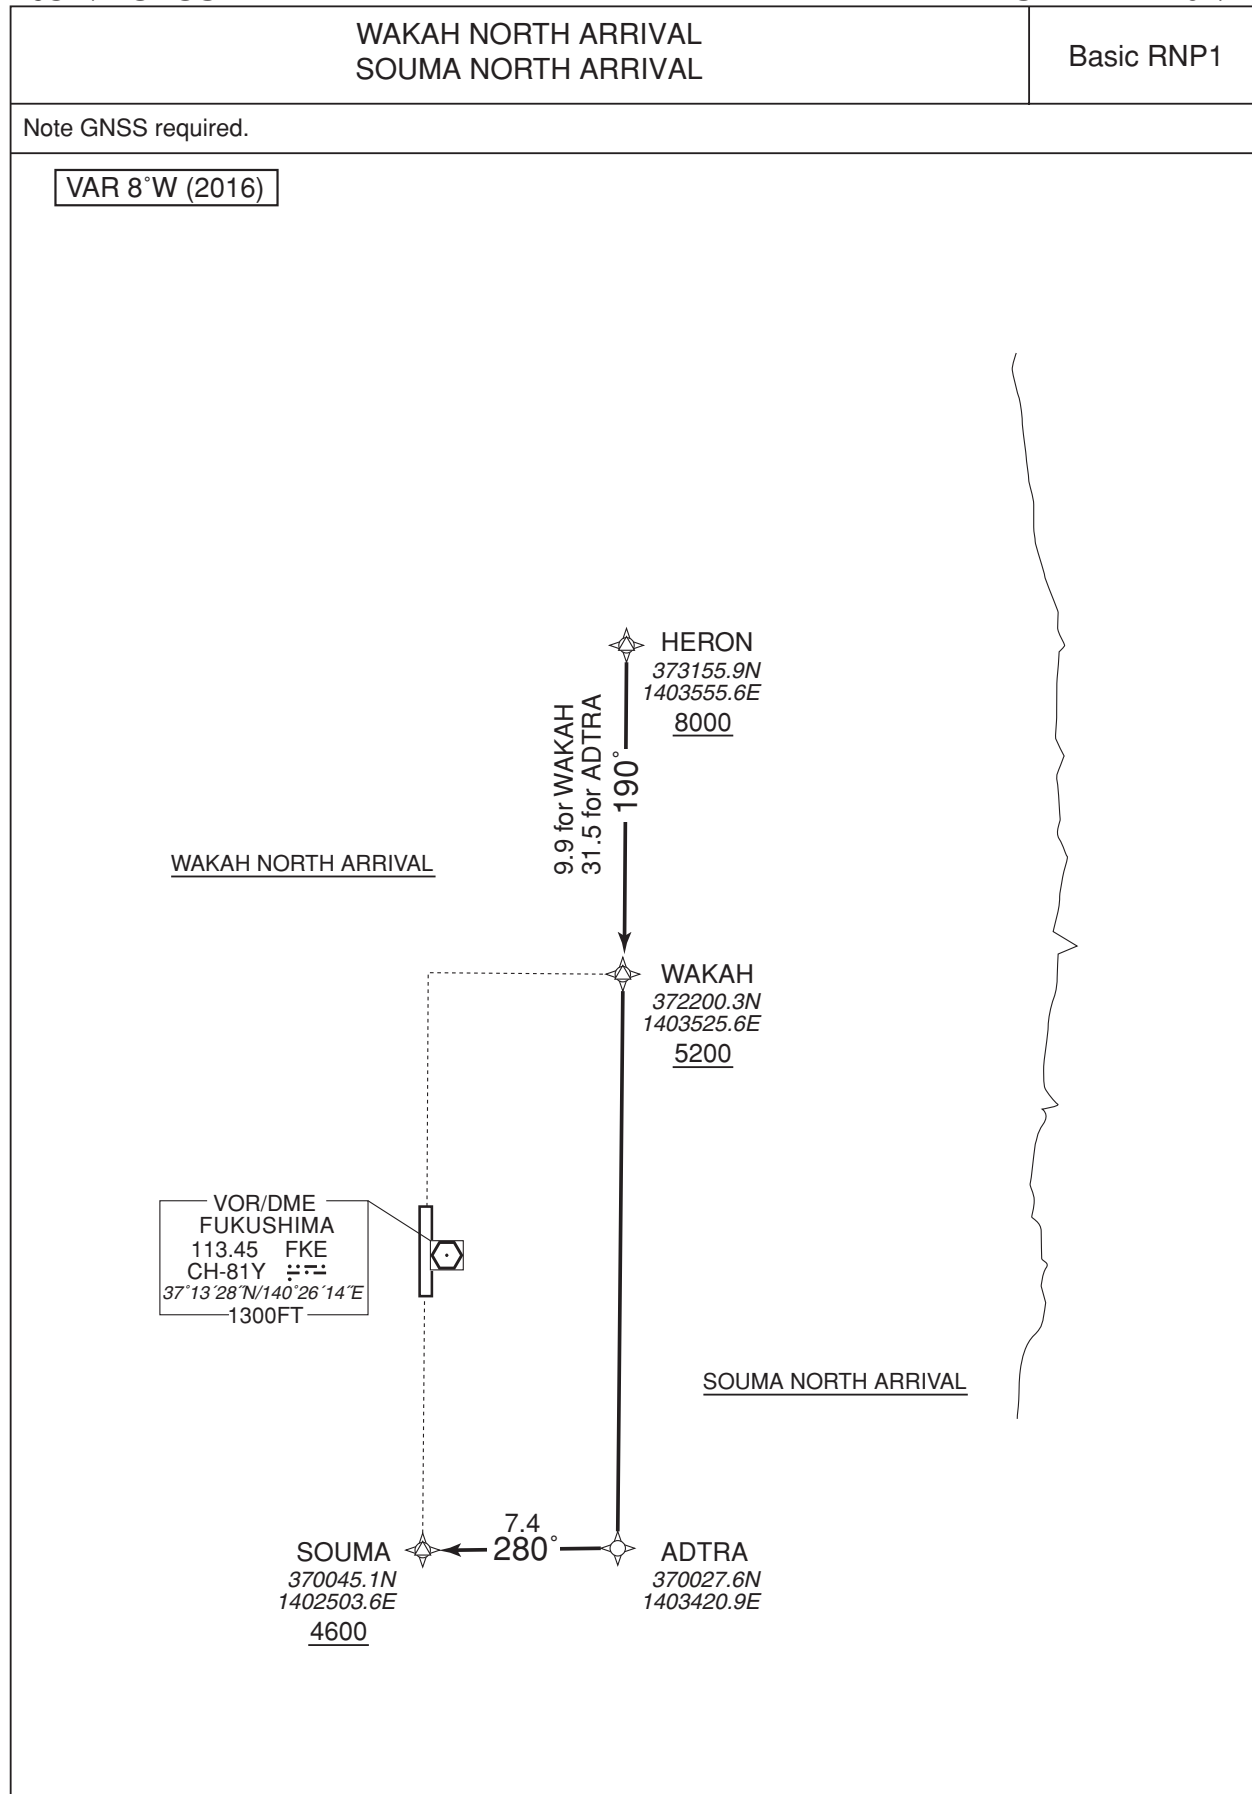 WAKAH NORTH ARRIVAL
SOUMA NORTH ARRIVAL
Basic RNP1
Note GNSS required.
VAR 8°W (2016)
HERON
373155.9N
1403555.6E
8000
9.9 for WAKAH
31.5 for ADTRA
190°
WAKAH NORTH ARRIVAL
WAKAH
372200.3N
1403525.6E
5200
VOR/DME
FUKUSHIMA
113.45 FKE
CH-81Y
37°13´28˝N/140°26´14˝E
1300FT
SOUMA NORTH ARRIVAL
7.4
280°
SOUMA
370045.1N
1402503.6E
4600
ADTRA
370027.6N
1403420.9E